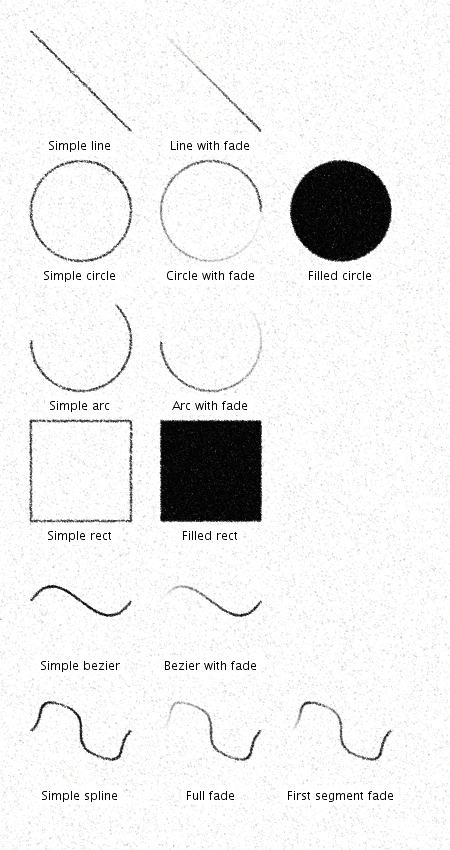 Simple line
Line with fade
Simple circle
Circle with fade
Filled circle
Simple arc
Arc with fade
Simple rect
Filled rect
Simple bezier
Bezier with fade
Simple spline
Full fade
First segment fade